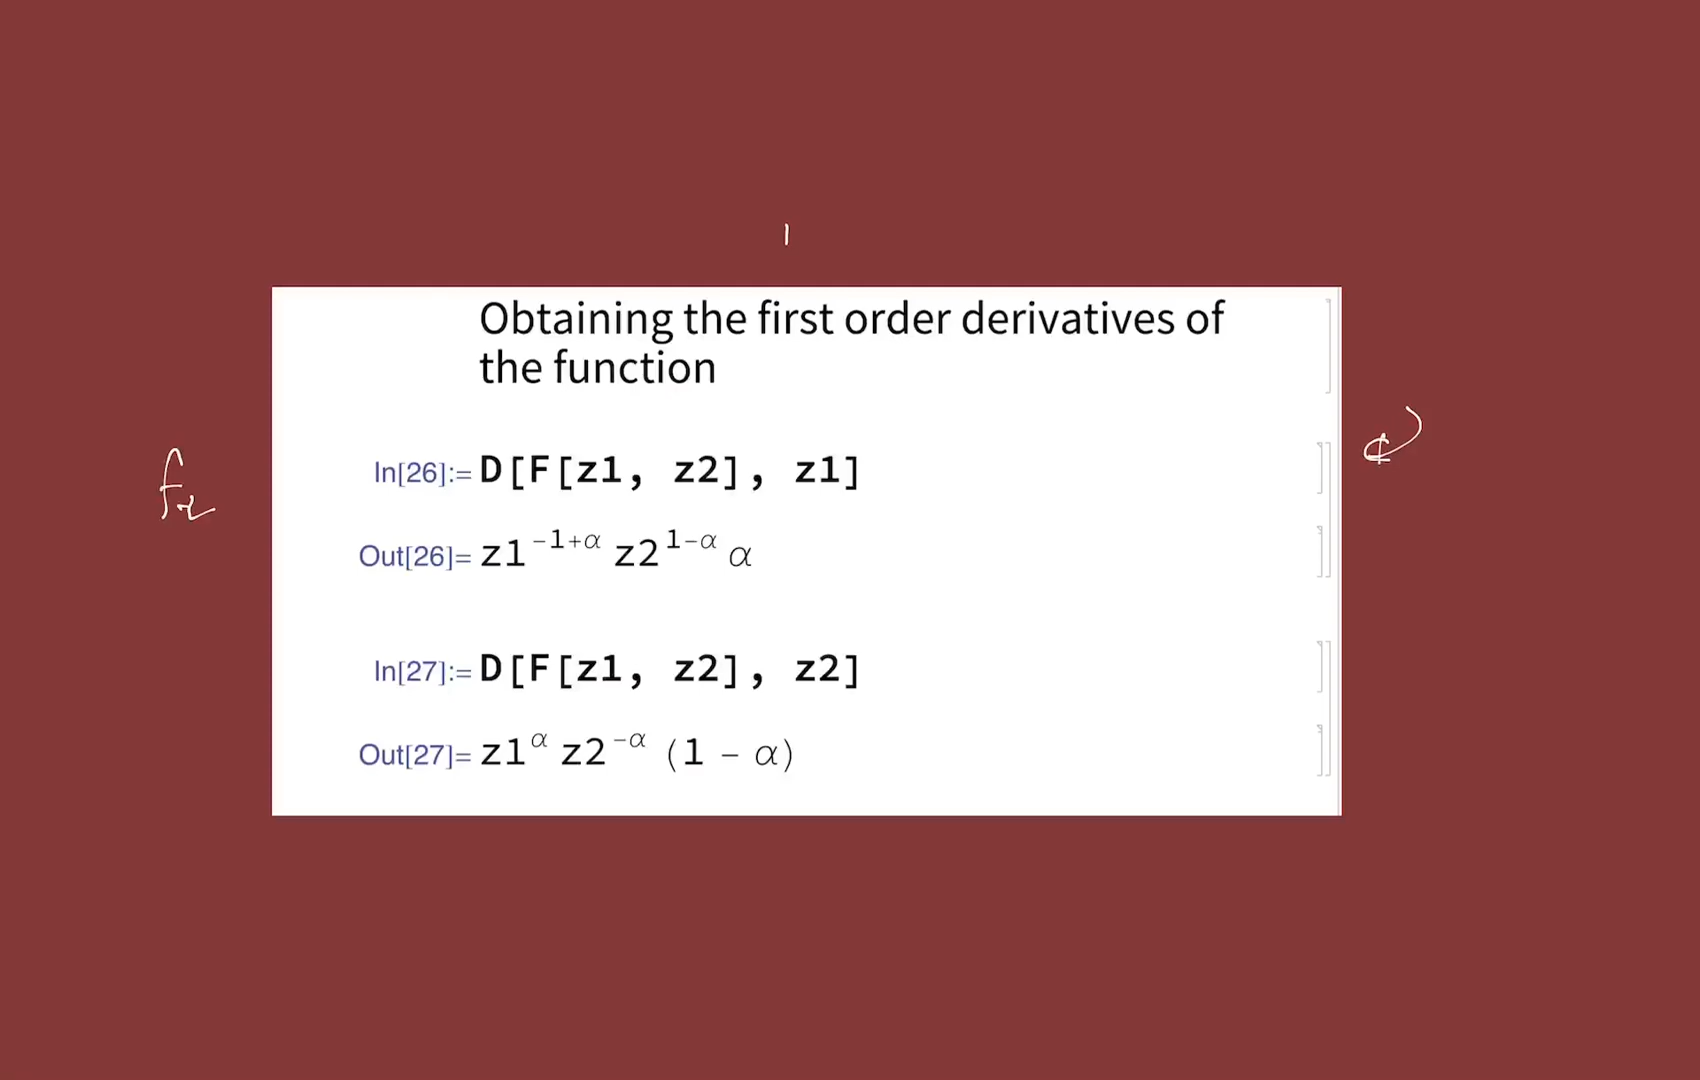 Obtaining the first order derivatives of
the function
In[26]:= D[F[z1, z2], z1]
Out[26]= z1^(-1+α) z2^(1-α) α
In[27]:= D[F[z1, z2], z2]
Out[27]= z1^α z2^(-α) (1 - α)